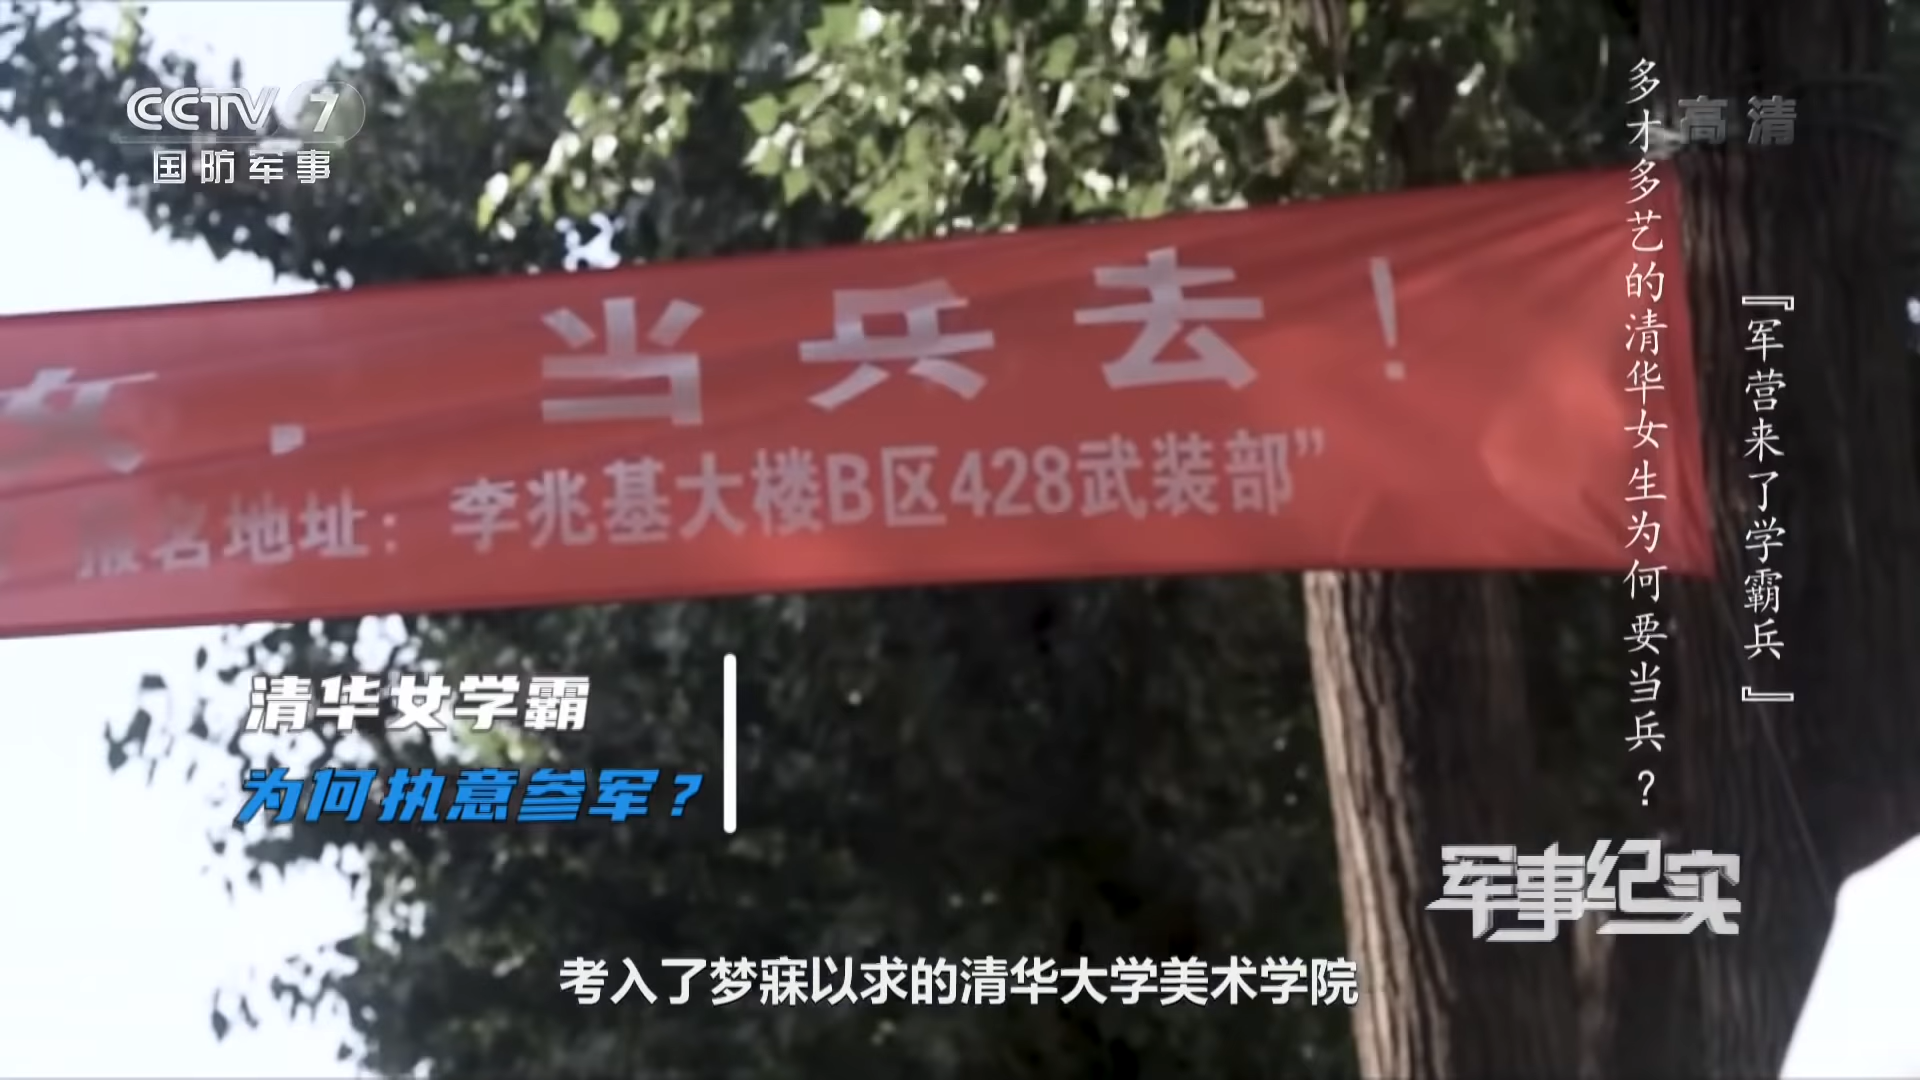 CCTV 7
国防军事
高清
多才多艺的清华女生为何要当兵？
『军营来了学霸兵』
女，当兵去！
报名地址：李兆基大楼B区428武装部”
清华女学霸
为何执意参军？
军事纪实
考入了梦寐以求的清华大学美术学院